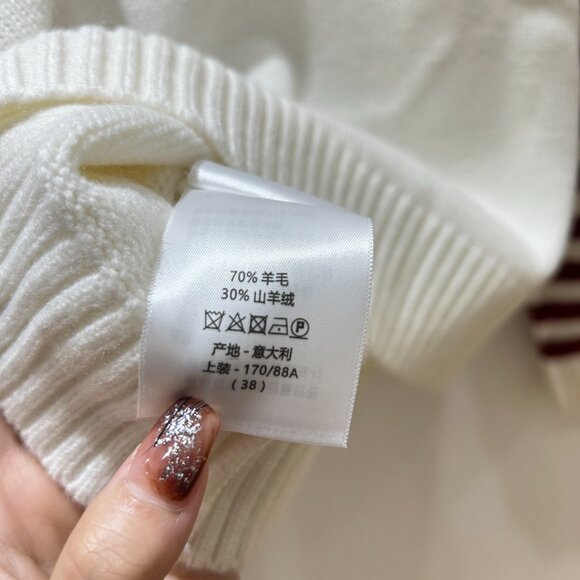 70% 羊毛
30% 山羊绒
P
产地 - 意大利
上装 - 170/88A
( 38 )